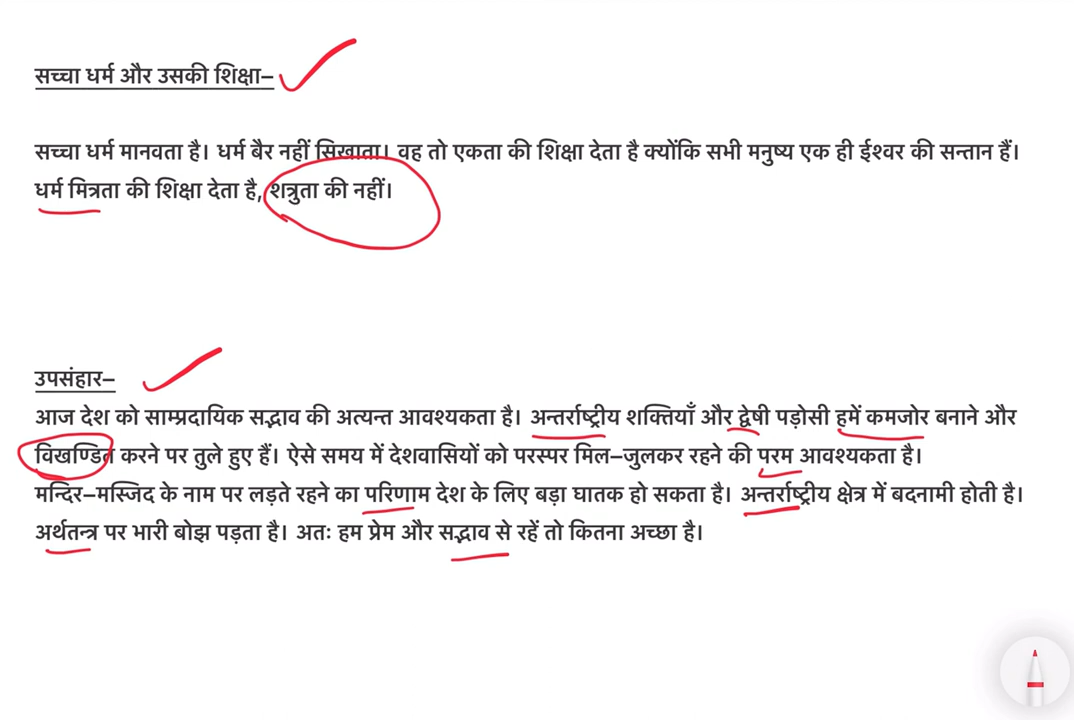 सच्चा धर्म और उसकी शिक्षा–
सच्चा धर्म मानवता है। धर्म बैर नहीं सिखाता। वह तो एकता की शिक्षा देता है क्योंकि सभी मनुष्य एक ही ईश्वर की सन्तान हैं।
धर्म मित्रता की शिक्षा देता है, शत्रुता की नहीं।
उपसंहार–
आज देश को साम्प्रदायिक सद्भाव की अत्यन्त आवश्यकता है। अन्तर्राष्ट्रीय शक्तियाँ और द्वेषी पड़ोसी हमें कमजोर बनाने और
विखण्डित करने पर तुले हुए हैं। ऐसे समय में देशवासियों को परस्पर मिल–जुलकर रहने की परम आवश्यकता है।
मन्दिर–मस्जिद के नाम पर लड़ते रहने का परिणाम देश के लिए बड़ा घातक हो सकता है। अन्तर्राष्ट्रीय क्षेत्र में बदनामी होती है।
अर्थतन्त्र पर भारी बोझ पड़ता है। अतः हम प्रेम और सद्भाव से रहें तो कितना अच्छा है।